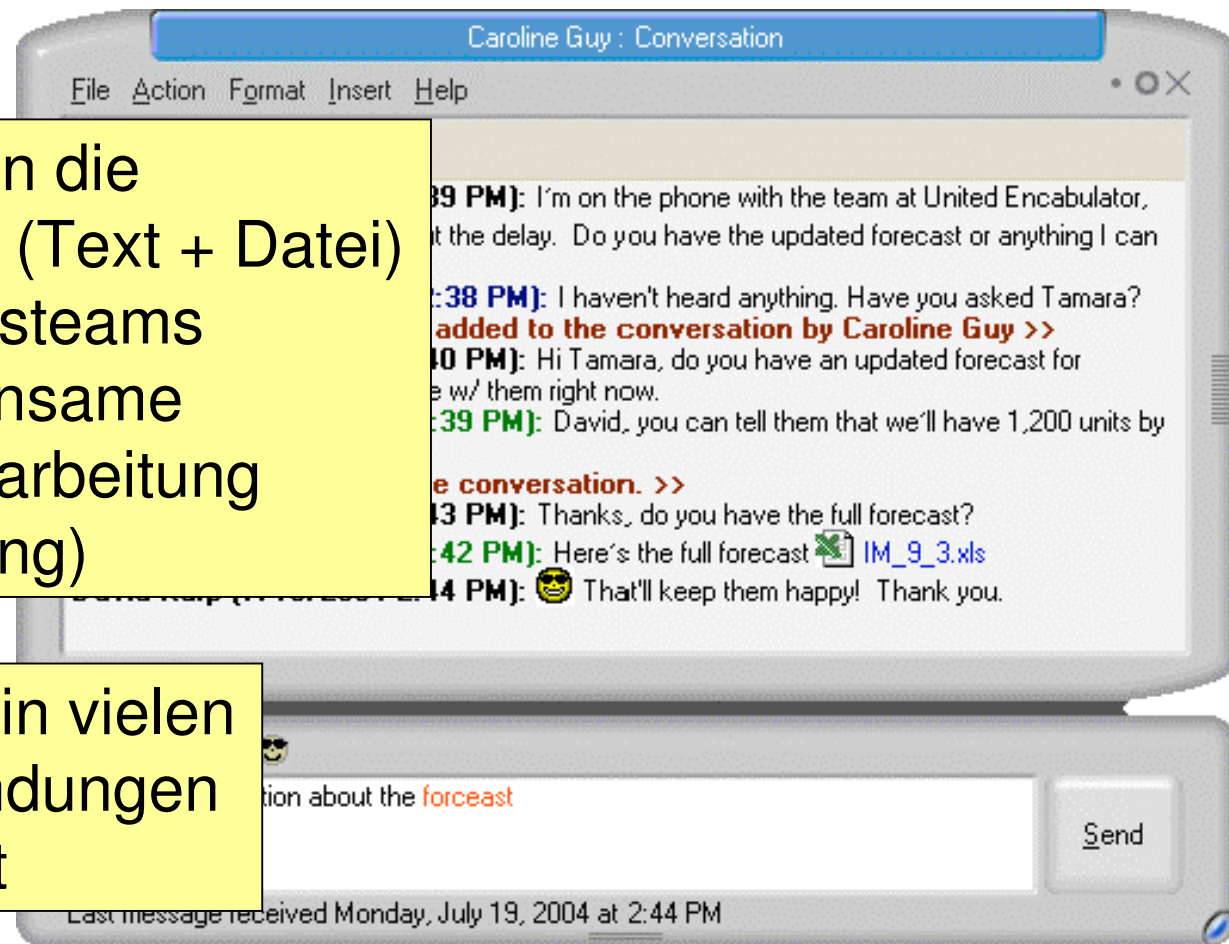 Caroline Guy : Conversation
File Action Format Insert Help
n die
(Text + Datei)
steams
nsame
arbeitung
ng)
39 PM): I'm on the phone with the team at United Encabulator,
t the delay. Do you have the updated forecast or anything I can
:38 PM): I haven't heard anything. Have you asked Tamara?
added to the conversation by Caroline Guy >>
40 PM): Hi Tamara, do you have an updated forecast for
e w/ them right now.
:39 PM): David, you can tell them that we'll have 1,200 units by
e conversation. >>
43 PM): Thanks, do you have the full forecast?
:42 PM): Here's the full forecast IM_9_3.xls
44 PM): That'll keep them happy! Thank you.
in vielen
ndungen
t
tion about the forceast
Send
Last message received Monday, July 19, 2004 at 2:44 PM